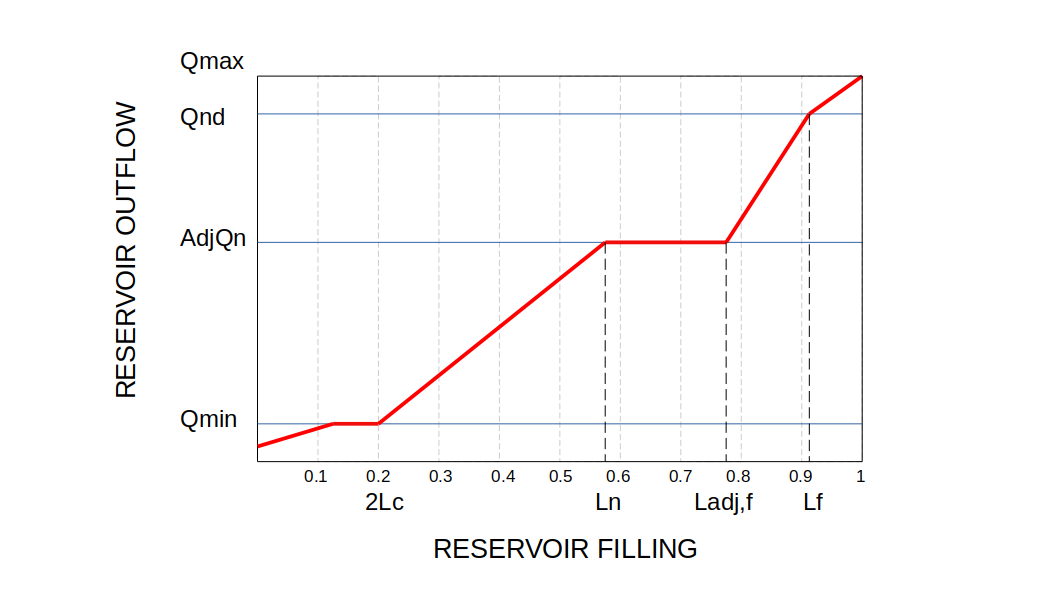 Qmax
Qnd
AdjQn
Qmin
RESERVOIR OUTFLOW
0.1 0.2 0.3 0.4 0.5 0.6 0.7 0.8 0.9 1
2Lc Ln Ladj,f Lf
RESERVOIR FILLING